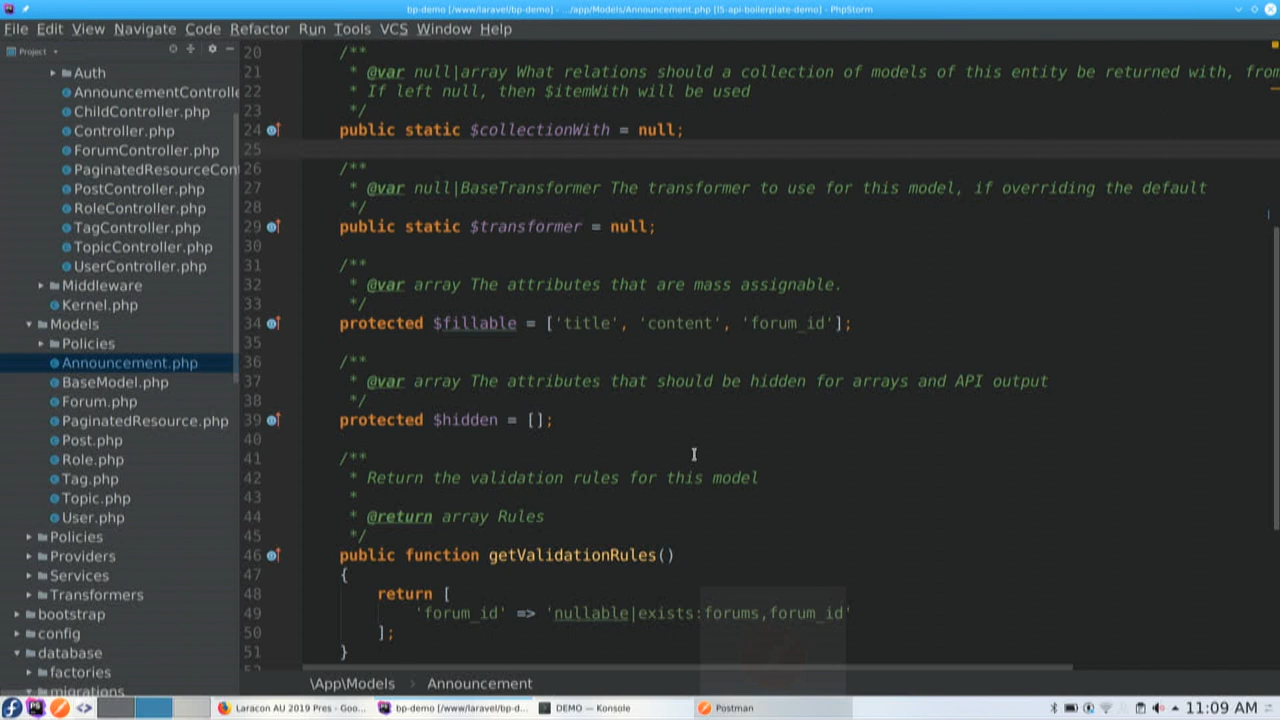 bp-demo [/www/laravel/bp-demo] - .../app/Models/Announcement.php [l5-api-boilerplate-demo] - PhpStorm
File Edit View Navigate Code Refactor Run Tools VCS Window Help
Project
Auth
AnnouncementControlle
ChildController.php
Controller.php
ForumController.php
PaginatedResourceCont
PostController.php
RoleController.php
TagController.php
TopicController.php
UserController.php
Middleware
Kernel.php
Models
Policies
Announcement.php
BaseModel.php
Forum.php
PaginatedResource.php
Post.php
Role.php
Tag.php
Topic.php
User.php
Policies
Providers
Services
Transformers
bootstrap
config
database
factories
migrations
20 /**
21 * @var null|array What relations should a collection of models of this entity be returned with, from
22 * If left null, then $itemWith will be used
23 */
24 public static $collectionWith = null;
25
26 /**
27 * @var null|BaseTransformer The transformer to use for this model, if overriding the default
28 */
29 public static $transformer = null;
30
31 /**
32 * @var array The attributes that are mass assignable.
33 */
34 protected $fillable = ['title', 'content', 'forum_id'];
35
36 /**
37 * @var array The attributes that should be hidden for arrays and API output
38 */
39 protected $hidden = [];
40
41 /**
42 * Return the validation rules for this model
43 *
44 * @return array Rules
45 */
46 public function getValidationRules()
47 {
48 return [
49 'forum_id' => 'nullable|exists:forums,forum_id'
50 ];
51 }
52
\App\Models > Announcement
Laracon AU 2019 Pres - Goo... bp-demo [/www/laravel/bp-d... DEMO — Konsole Postman 11:09 AM